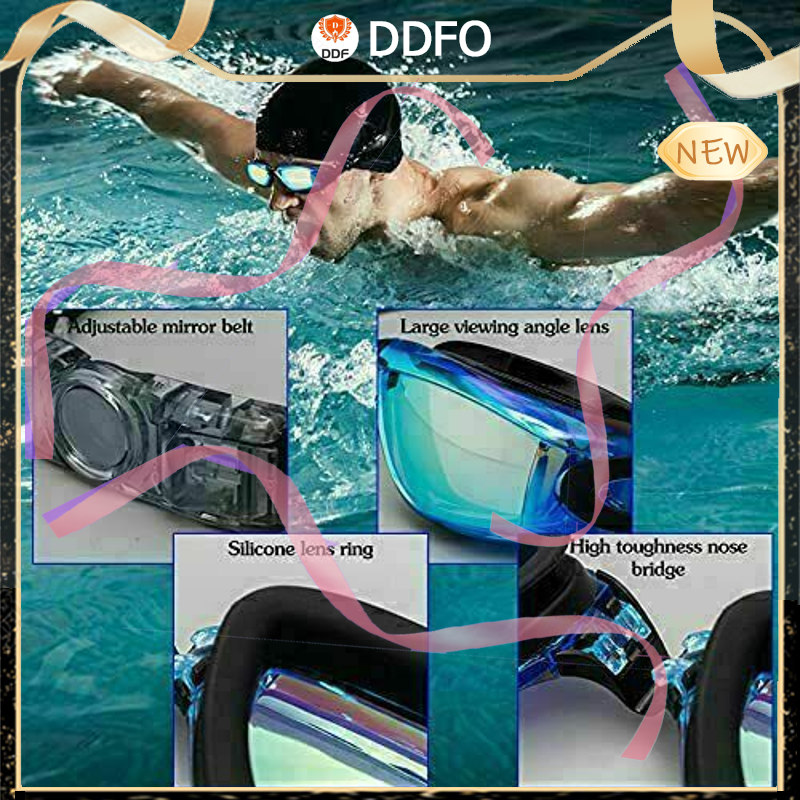 DDF
DDFO
NEW
Adjustable mirror belt
Large viewing angle lens
Silicone lens ring
High toughness nose
bridge